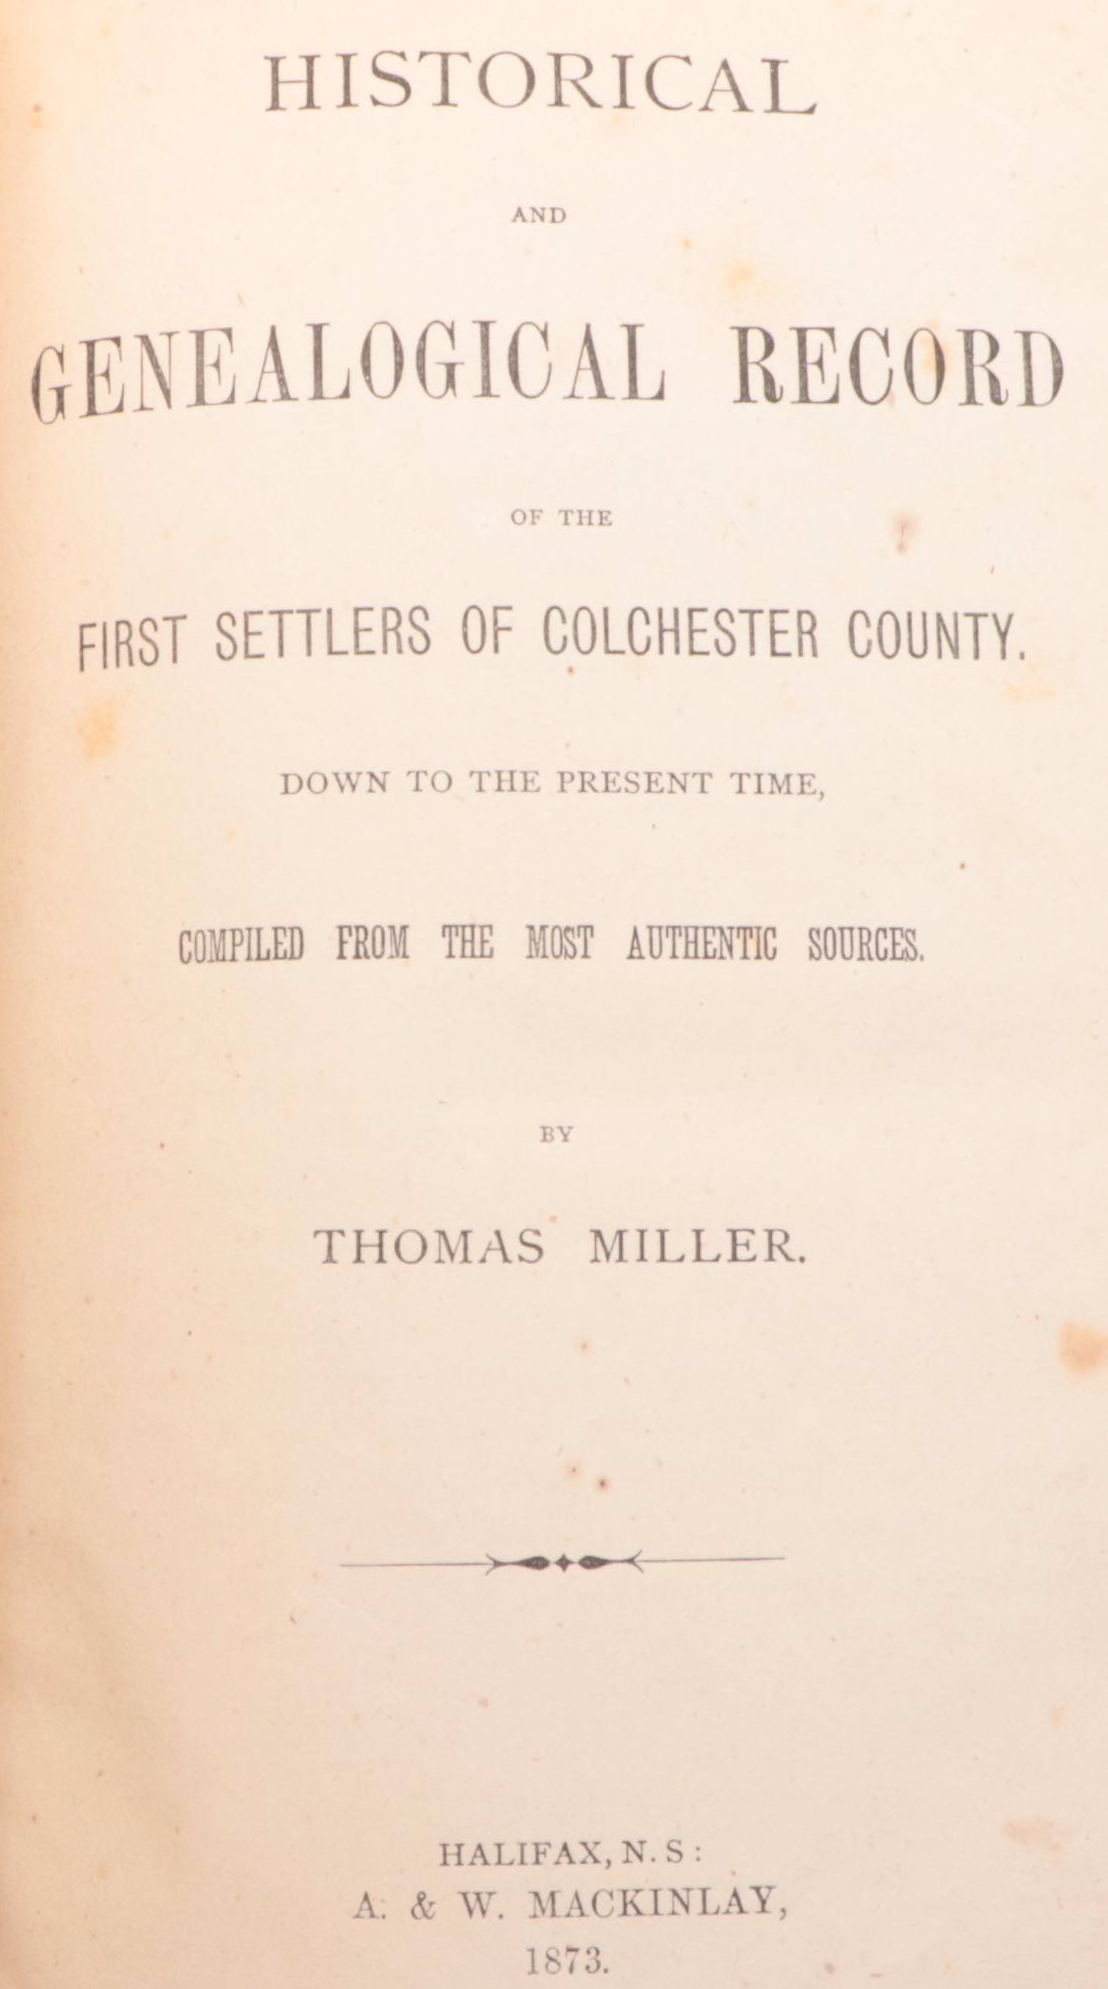 HISTORICAL
AND
GENEALOGICAL RECORD
OF THE
FIRST SETTLERS OF COLCHESTER COUNTY.
DOWN TO THE PRESENT TIME,
COMPILED FROM THE MOST AUTHENTIC SOURCES.
BY
THOMAS MILLER.
HALIFAX, N. S:
A. & W. MACKINLAY,
1873.